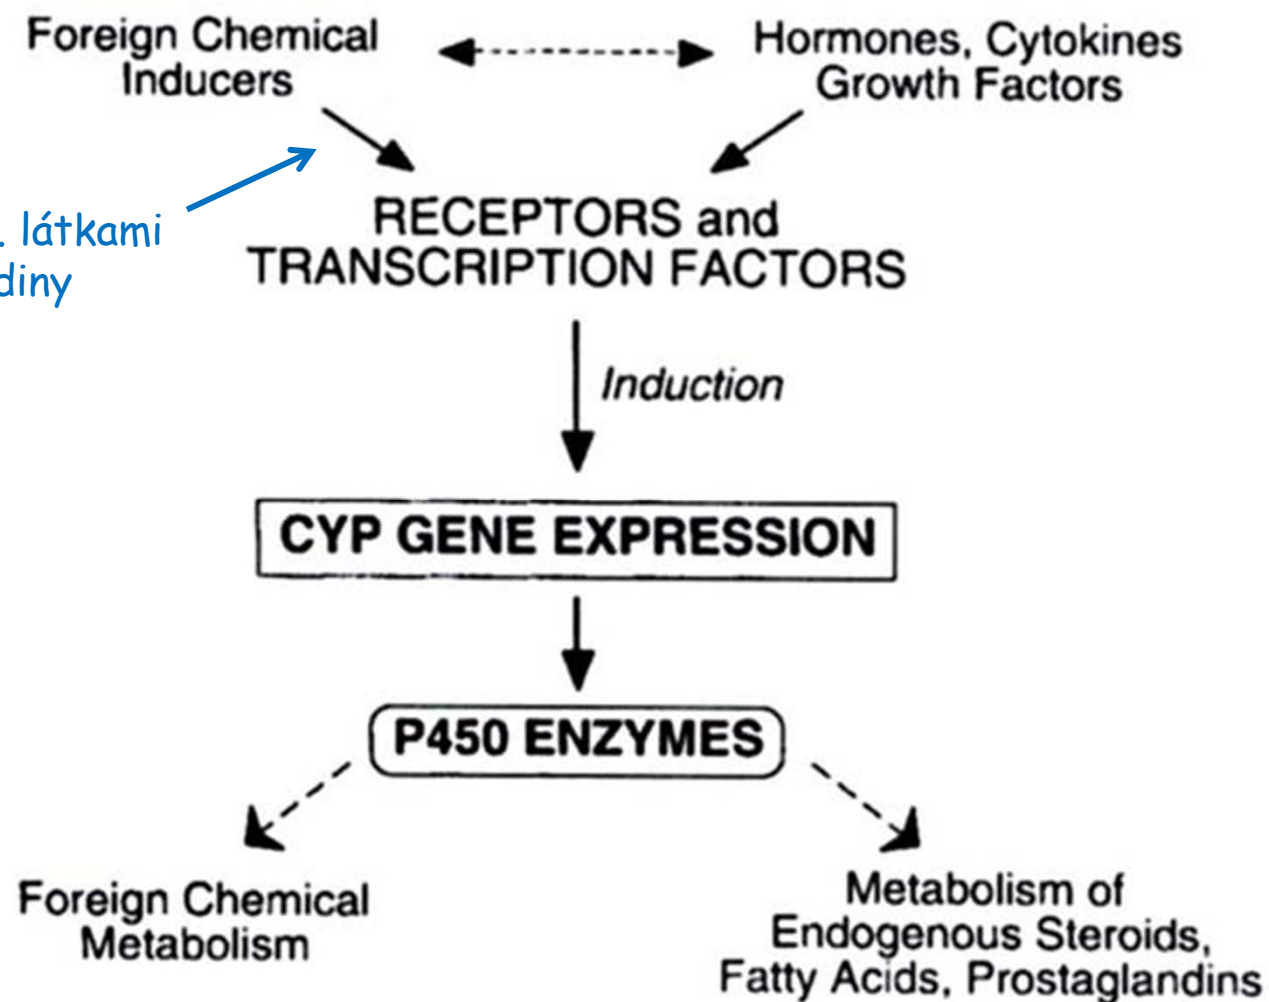 Foreign Chemical
Inducers
Hormones, Cytokines
Growth Factors
. látkami
diny
RECEPTORS and
TRANSCRIPTION FACTORS
Induction
CYP GENE EXPRESSION
P450 ENZYMES
Foreign Chemical
Metabolism
Metabolism of
Endogenous Steroids,
Fatty Acids, Prostaglandins